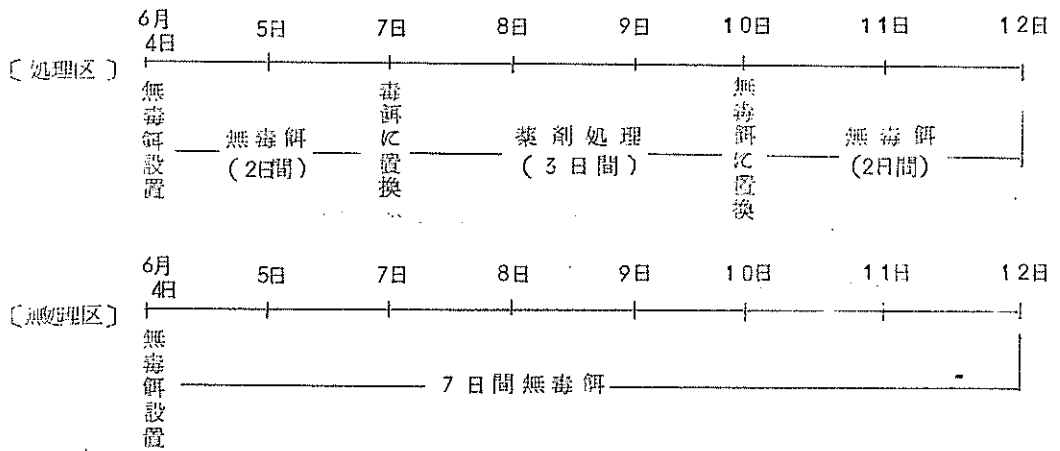 6月
4日 5日 7日 8日 9日 10日 11日 12日
〔処理区〕
無毒餌設置
無毒餌
(2日間)
毒餌に置換
薬剤処理
(3日間)
無毒餌に置換
無毒餌
(2日間)
6月
4日 5日 7日 8日 9日 10日 11日 12日
〔無処理区〕
無毒餌設置
7日間無毒餌